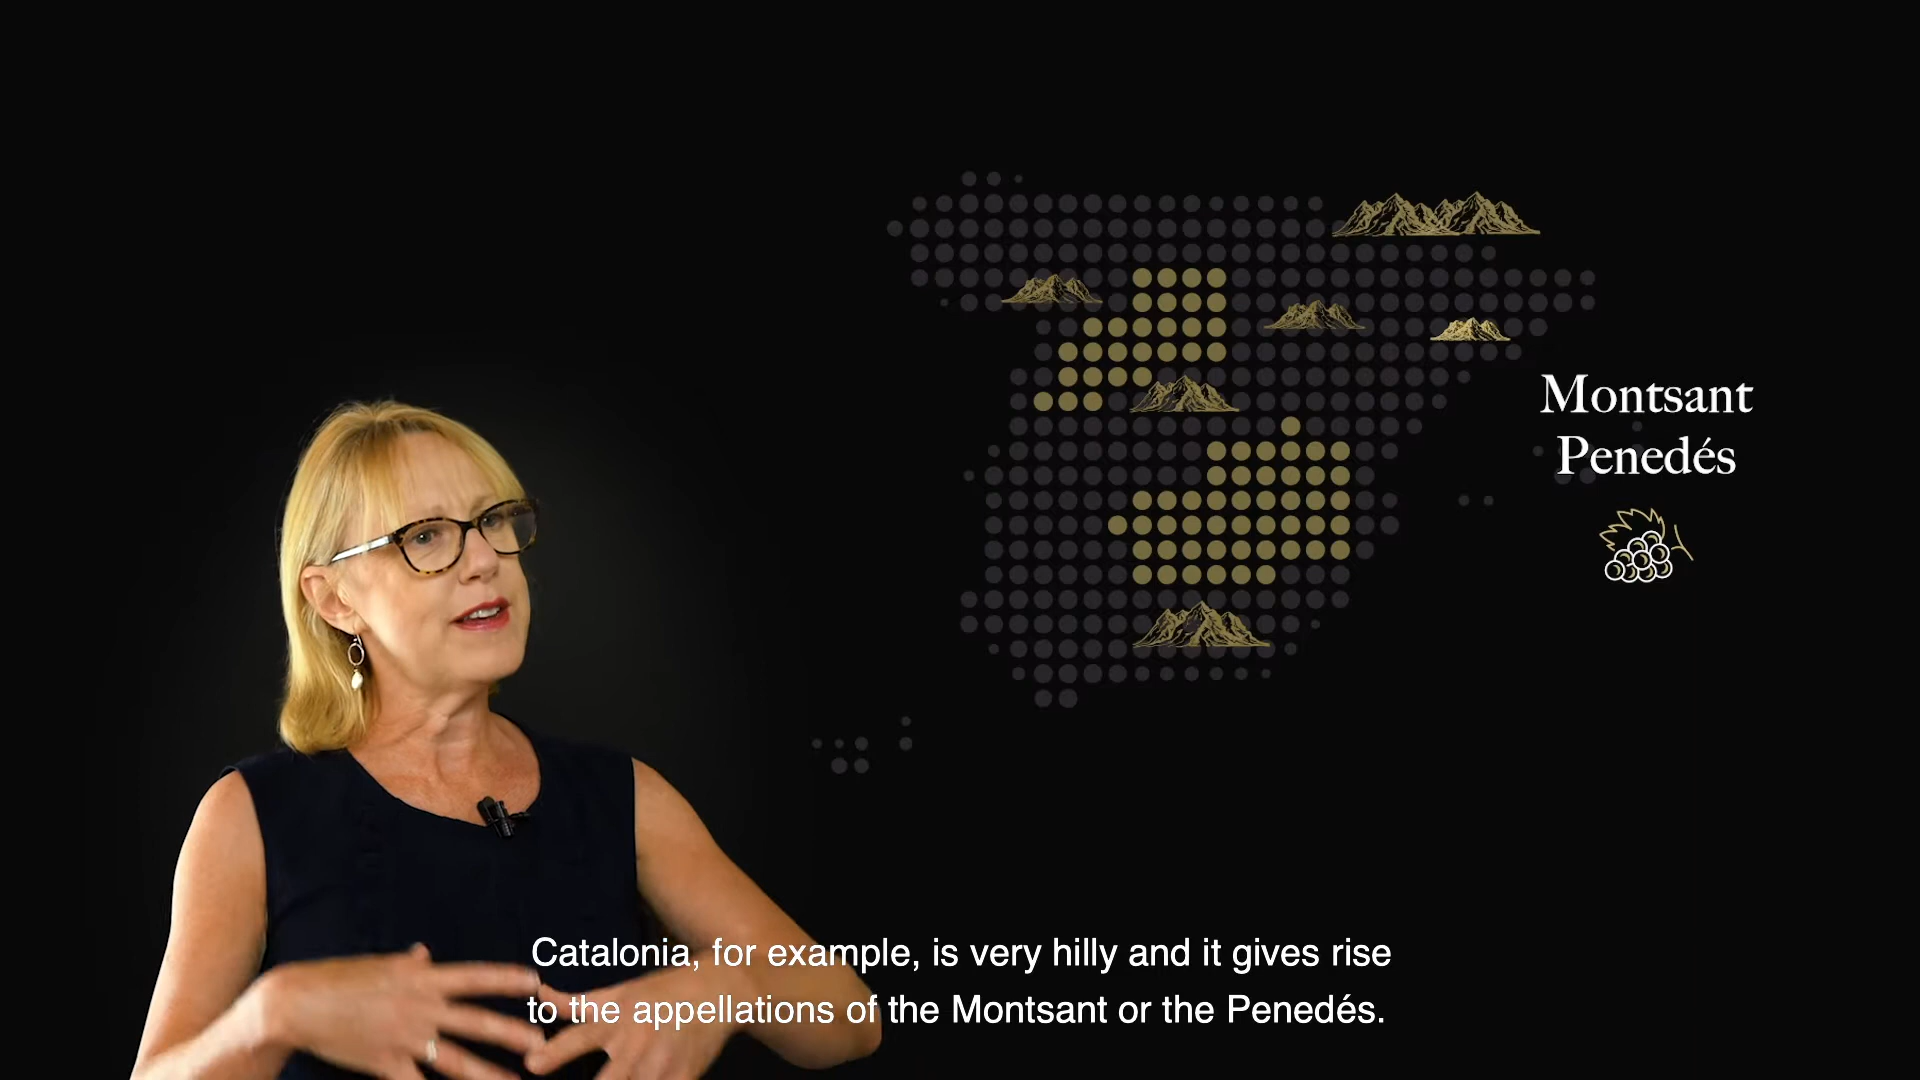 Montsant
Penedés
Catalonia, for example, is very hilly and it gives rise
to the appellations of the Montsant or the Penedés.